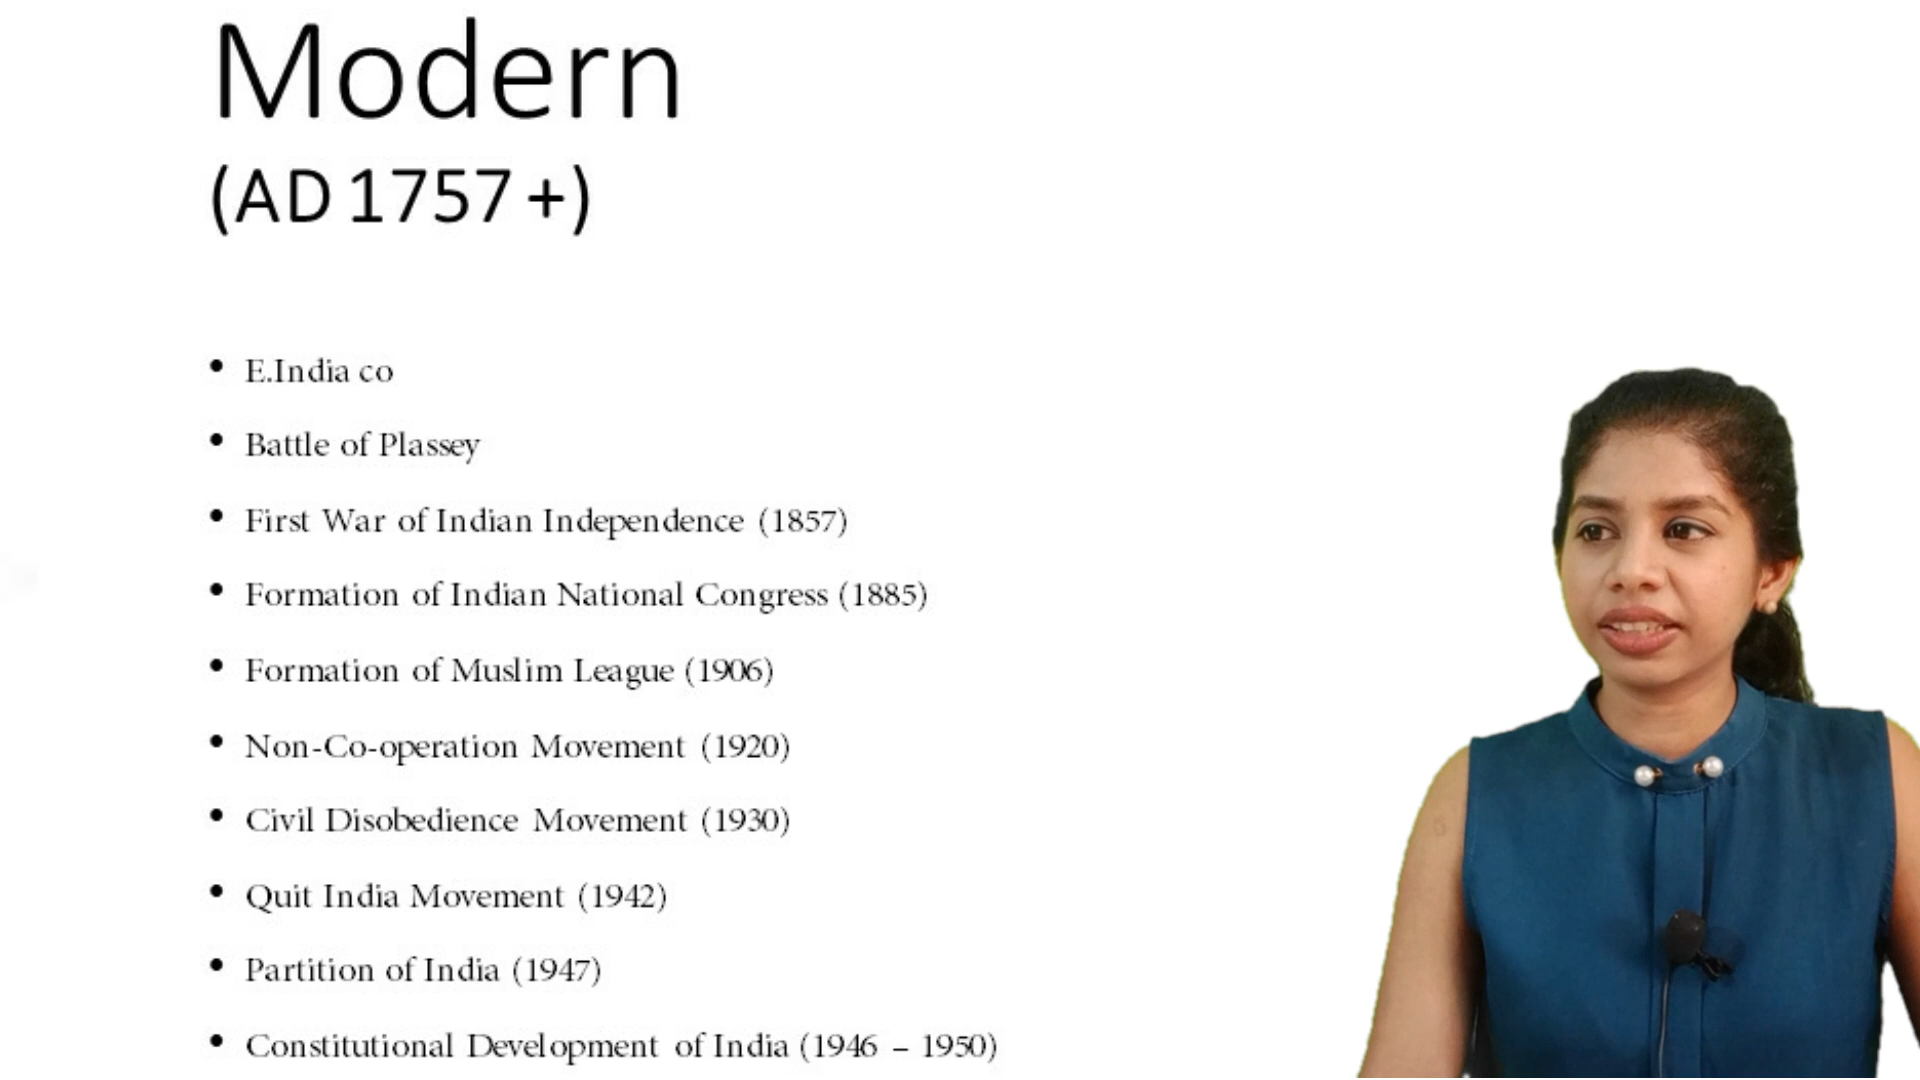 Modern
(AD 1757 +)
• E.India co
• Battle of Plassey
• First War of Indian Independence (1857)
• Formation of Indian National Congress (1885)
• Formation of Muslim League (1906)
• Non-Co-operation Movement (1920)
• Civil Disobedience Movement (1930)
• Quit India Movement (1942)
• Partition of India (1947)
• Constitutional Development of India (1946 – 1950)